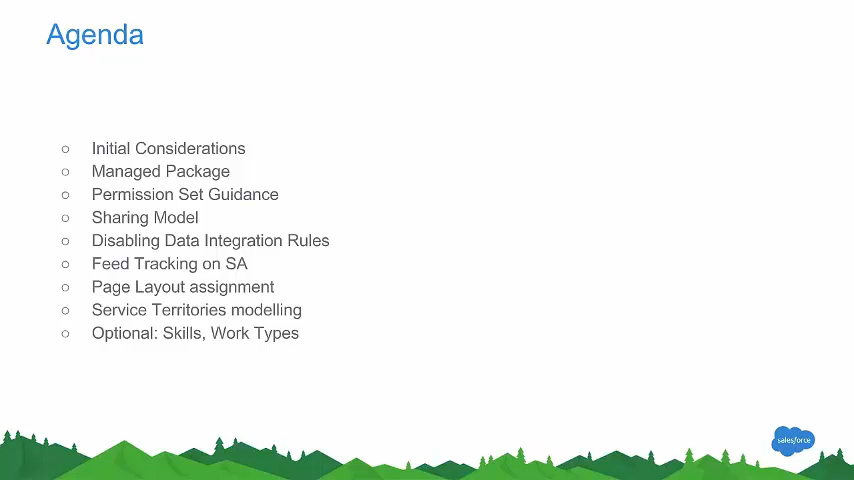 Agenda
○ Initial Considerations
○ Managed Package
○ Permission Set Guidance
○ Sharing Model
○ Disabling Data Integration Rules
○ Feed Tracking on SA
○ Page Layout assignment
○ Service Territories modelling
○ Optional: Skills, Work Types
salesforce